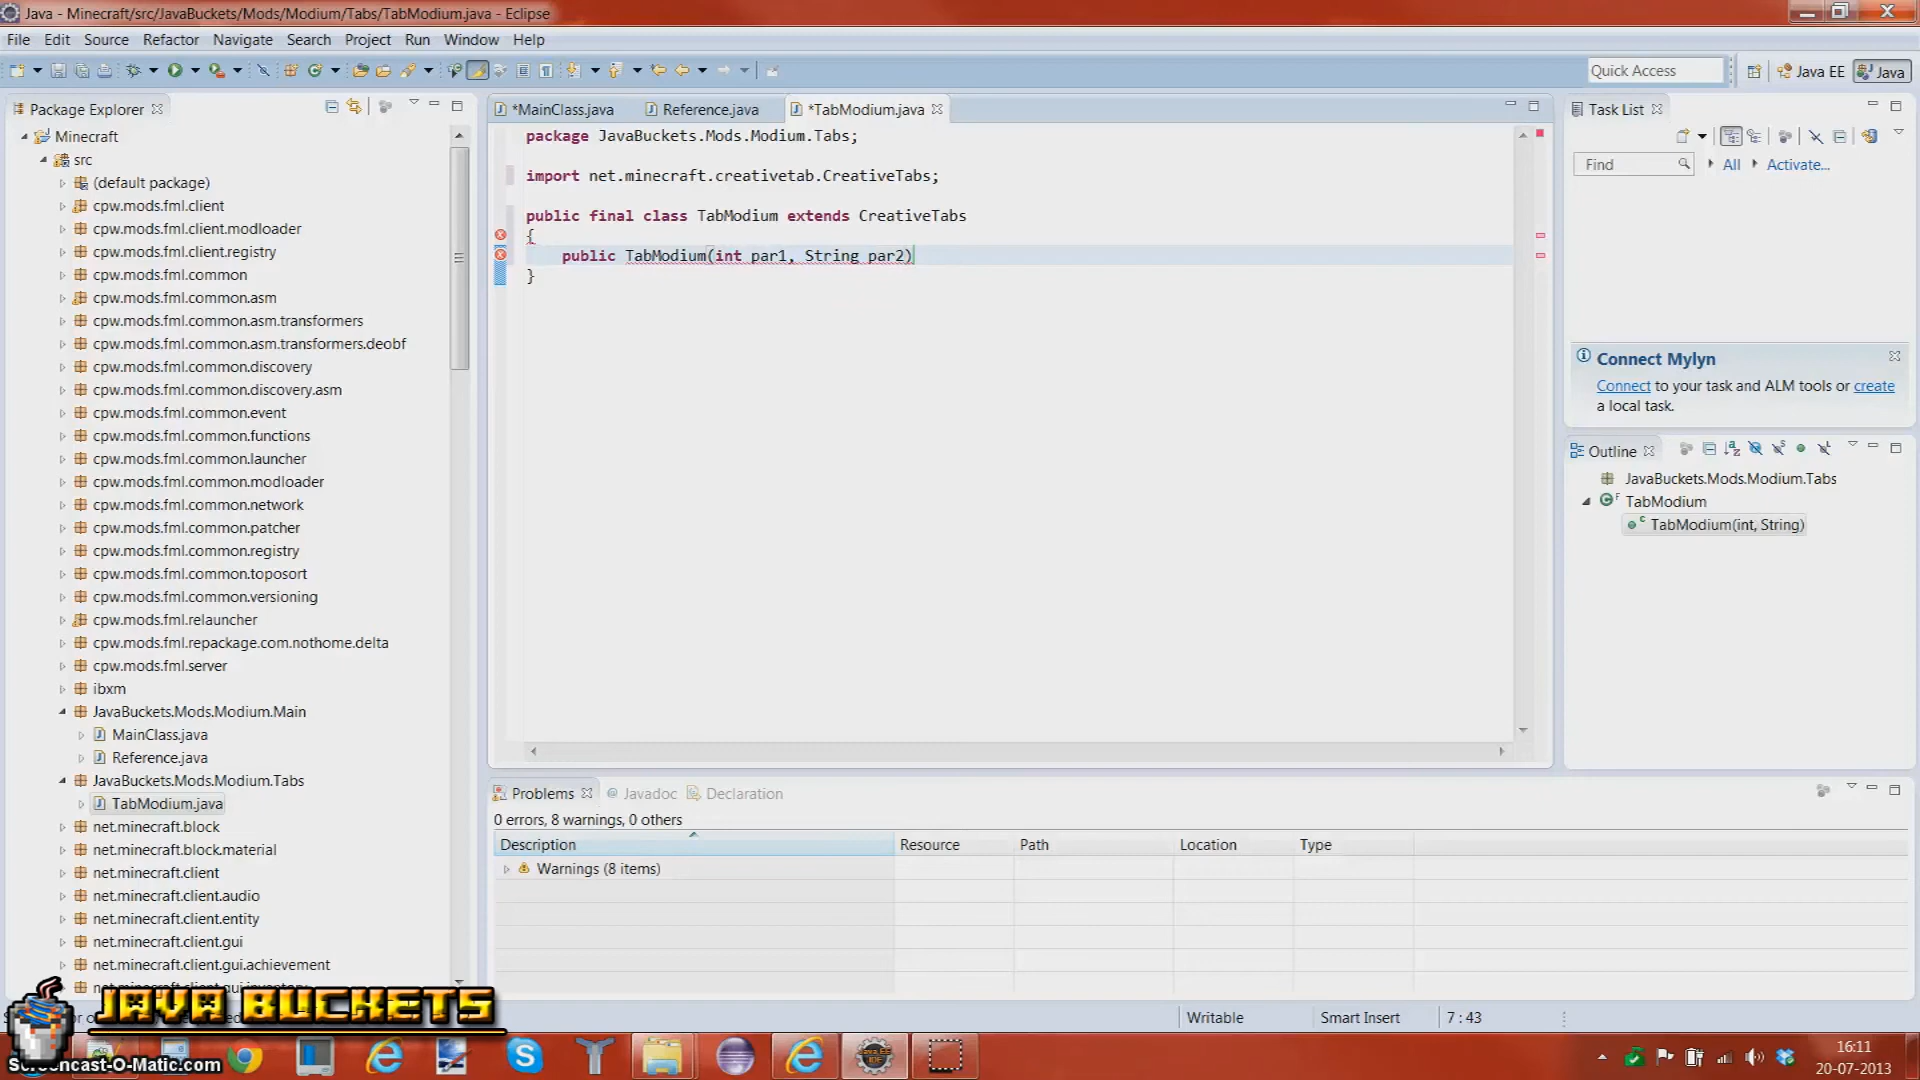 Java - Minecraft/src/JavaBuckets/Mods/Modium/Tabs/TabModium.java - Eclipse
File Edit Source Refactor Navigate Search Project Run Window Help
Quick Access
Java EE
Java
Package Explorer
Minecraft
src
(default package)
cpw.mods.fml.client
cpw.mods.fml.client.modloader
cpw.mods.fml.client.registry
cpw.mods.fml.common
cpw.mods.fml.common.asm
cpw.mods.fml.common.asm.transformers
cpw.mods.fml.common.asm.transformers.deobf
cpw.mods.fml.common.discovery
cpw.mods.fml.common.discovery.asm
cpw.mods.fml.common.event
cpw.mods.fml.common.functions
cpw.mods.fml.common.launcher
cpw.mods.fml.common.modloader
cpw.mods.fml.common.network
cpw.mods.fml.common.patcher
cpw.mods.fml.common.registry
cpw.mods.fml.common.toposort
cpw.mods.fml.common.versioning
cpw.mods.fml.relauncher
cpw.mods.fml.repackage.com.nothome.delta
cpw.mods.fml.server
ibxm
JavaBuckets.Mods.Modium.Main
MainClass.java
Reference.java
JavaBuckets.Mods.Modium.Tabs
TabModium.java
net.minecraft.block
net.minecraft.block.material
net.minecraft.client
net.minecraft.client.audio
net.minecraft.client.entity
net.minecraft.client.gui
net.minecraft.client.gui.achievement
*MainClass.java
Reference.java
*TabModium.java
package JavaBuckets.Mods.Modium.Tabs;
import net.minecraft.creativetab.CreativeTabs;
public final class TabModium extends CreativeTabs
{
public TabModium(int par1, String par2)
}
Problems
Javadoc
Declaration
0 errors, 8 warnings, 0 others
Description Resource Path Location Type
Warnings (8 items)
Task List
Find
All
Activate...
Connect Mylyn
Connect to your task and ALM tools or create
a local task.
Outline
JavaBuckets.Mods.Modium.Tabs
TabModium
TabModium(int, String)
Writable
Smart Insert
7 : 43
JAVA BUCKETS
Screencast-O-Matic.com
16:11
20-07-2013